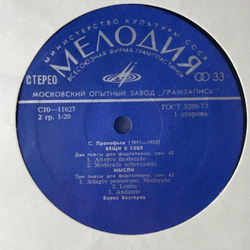 МИНИСТЕРСТВО КУЛЬТУРЫ СССР
МЕЛОДИЯ
ВСЕСОЮЗНАЯ ФИРМА ГРАМПЛАСТИНОК
СТЕРЕО
33
МОСКОВСКИЙ ОПЫТНЫЙ ЗАВОД „ГРАМЗАПИСЬ"
С10—11627
ГОСТ 5289-73
2 гр. 1-20
1 сторона
С. Прокофьев (1891—1953)
ВЕЩИ В СЕБЕ
Две пьесы для фортепиано, соч. 45
1. Allegro moderato
2. Moderato scherzando
МЫСЛИ
Три пьесы для фортепиано, соч. 62
1. Adagio penseroso. Moderato
2. Lento
3. Andante
Борис